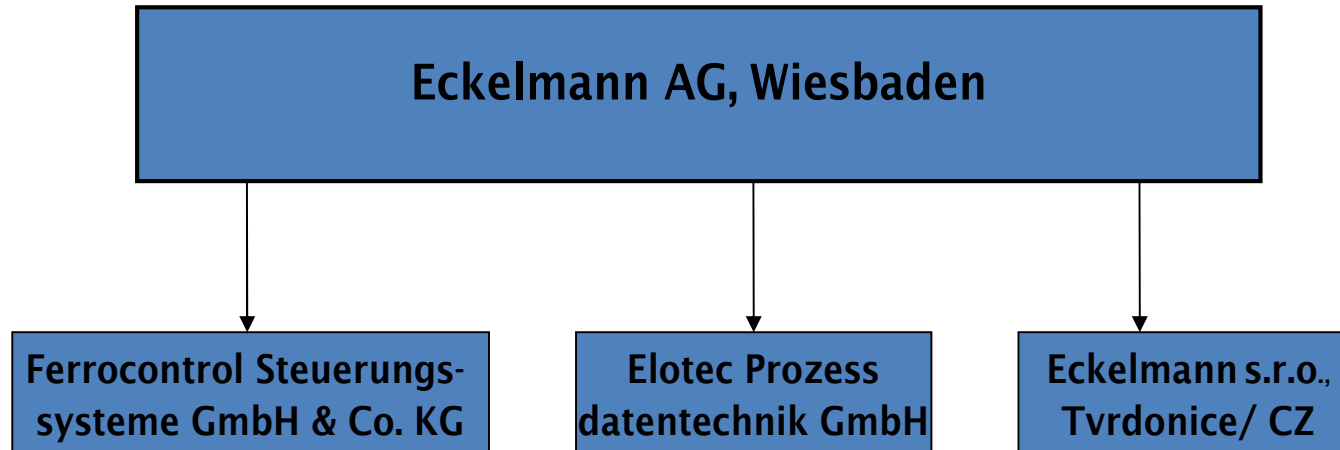 Eckelmann AG, Wiesbaden
Ferrocontrol Steuerungs-
systeme GmbH & Co. KG
Elotec Prozess
datentechnik GmbH
Eckelmann s.r.o.,
Tvrdonice/ CZ